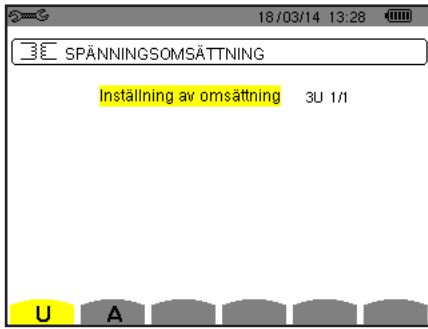 18/03/14 13:28
SPÄNNINGSOMSÄTTNING
Inställning av omsättning 3U 1/1
U A